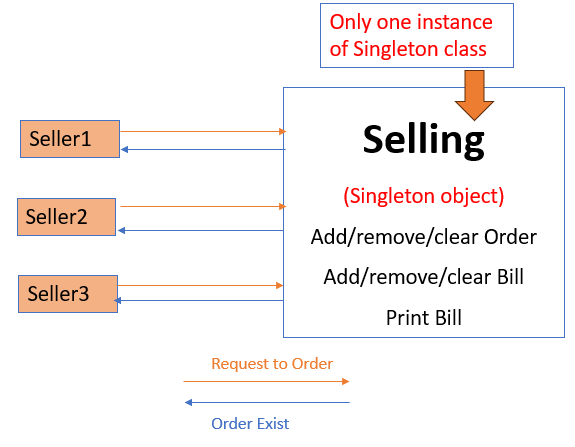 Only one instance
of Singleton class
Selling
(Singleton object)
Add/remove/clear Order
Add/remove/clear Bill
Print Bill
Seller1
Seller2
Seller3
Request to Order
Order Exist